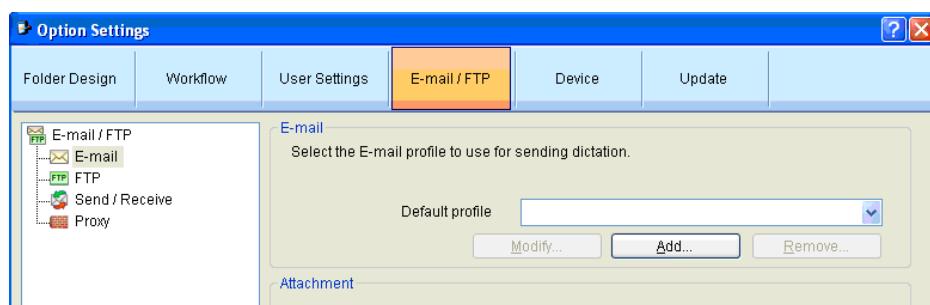 Option Settings
Folder Design
Workflow
User Settings
E-mail / FTP
Device
Update
E-mail / FTP
E-mail
FTP
Send / Receive
Proxy
E-mail
Select the E-mail profile to use for sending dictation.
Default profile
Modify...
Add...
Remove...
Attachment